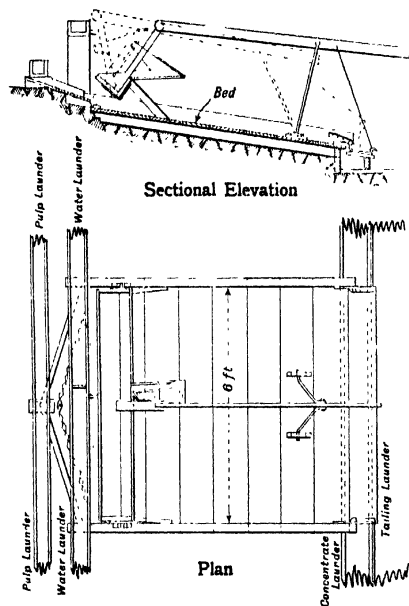 Bed
Sectional Elevation
Pulp Launder
Water Launder
6 ft
Pulp Launder
Water Launder
Plan
Concentrate
Launder
Tailing Launder